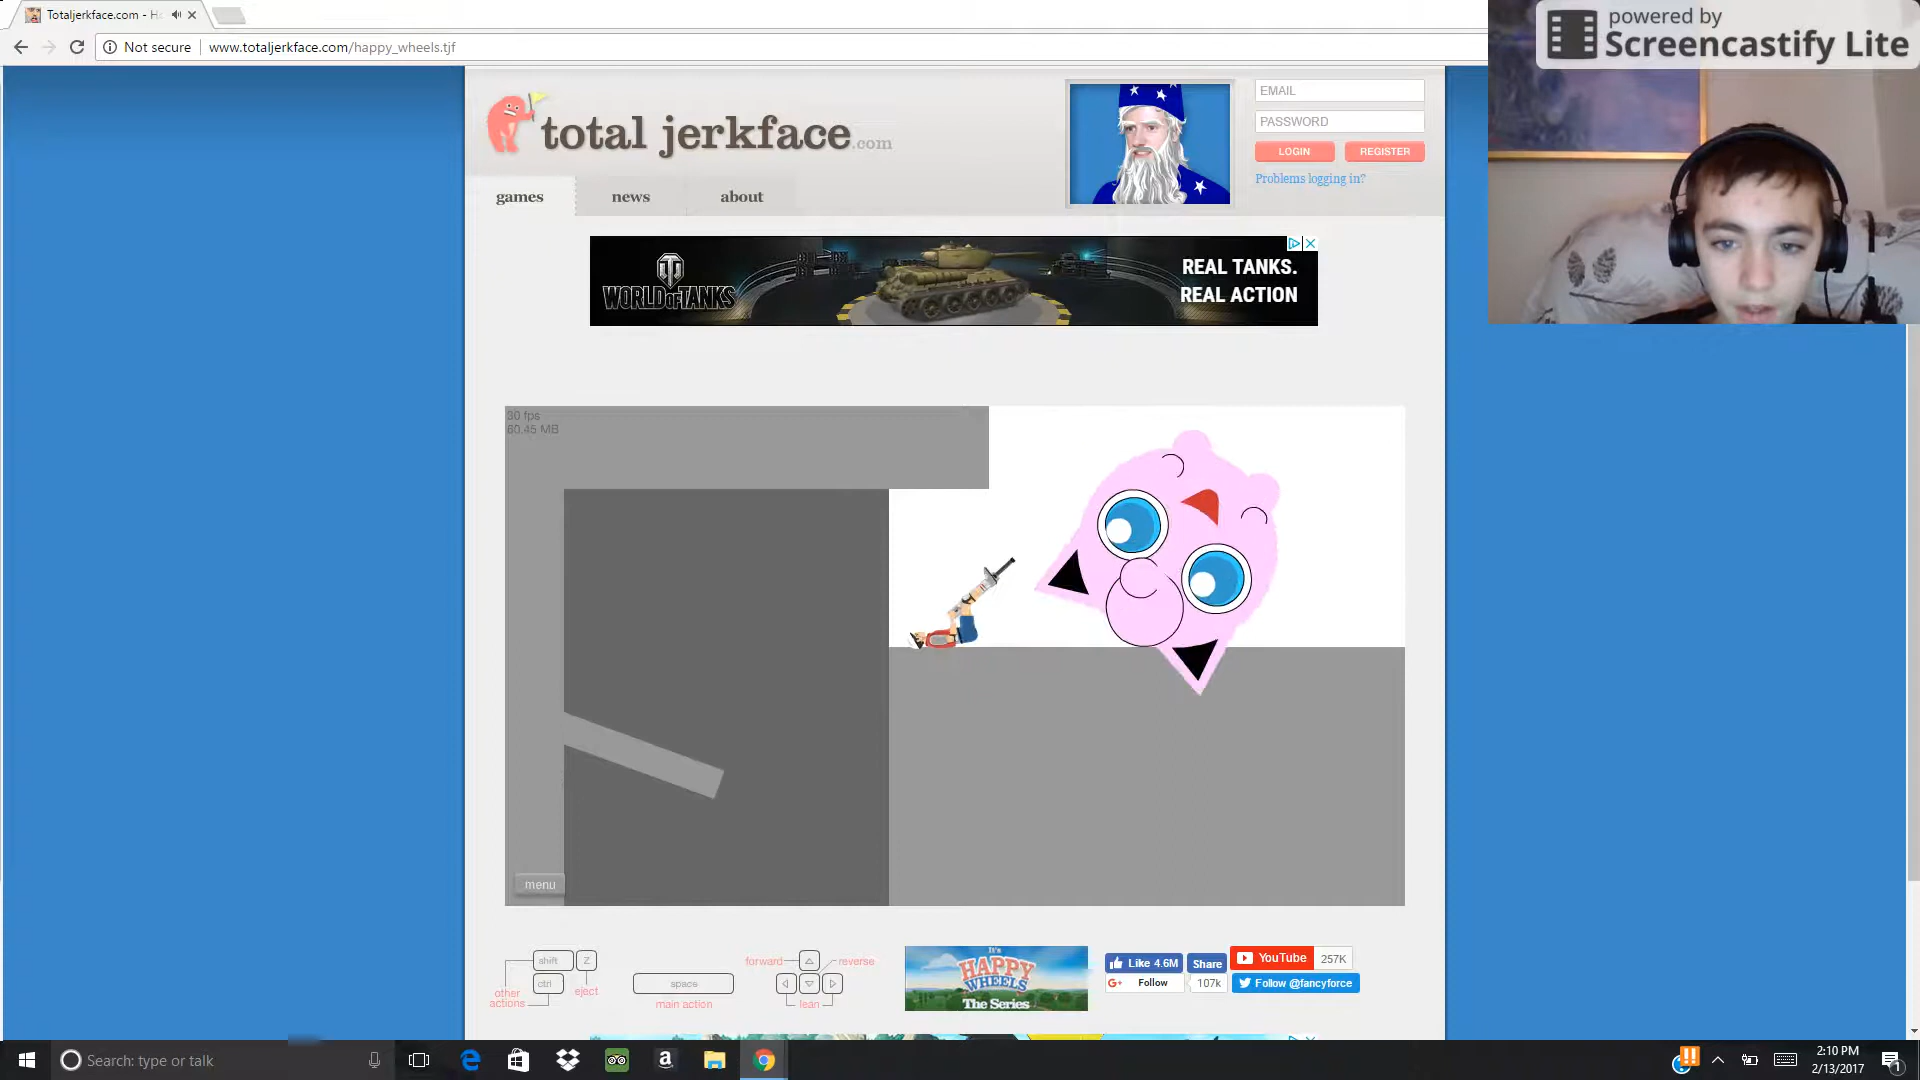 Totaljerkface.com - H
powered by
Screencastify Lite
Not secure
www.totaljerkface.com/happy_wheels.tjf
total jerkface.com
EMAIL
PASSWORD
LOGIN
REGISTER
Problems logging in?
games
news
about
WORLD OF TANKS
REAL TANKS.
REAL ACTION
30 fps
60.45 MB
menu
shift
Z
ctrl
other
actions
eject
space
main action
forward
reverse
lean
It's
HAPPY
WHEELS
The Series
Like 4.6M
Share
YouTube
257K
G+ Follow
107k
Follow @fancyforce
Search: type or talk
2:10 PM
2/13/2017
1